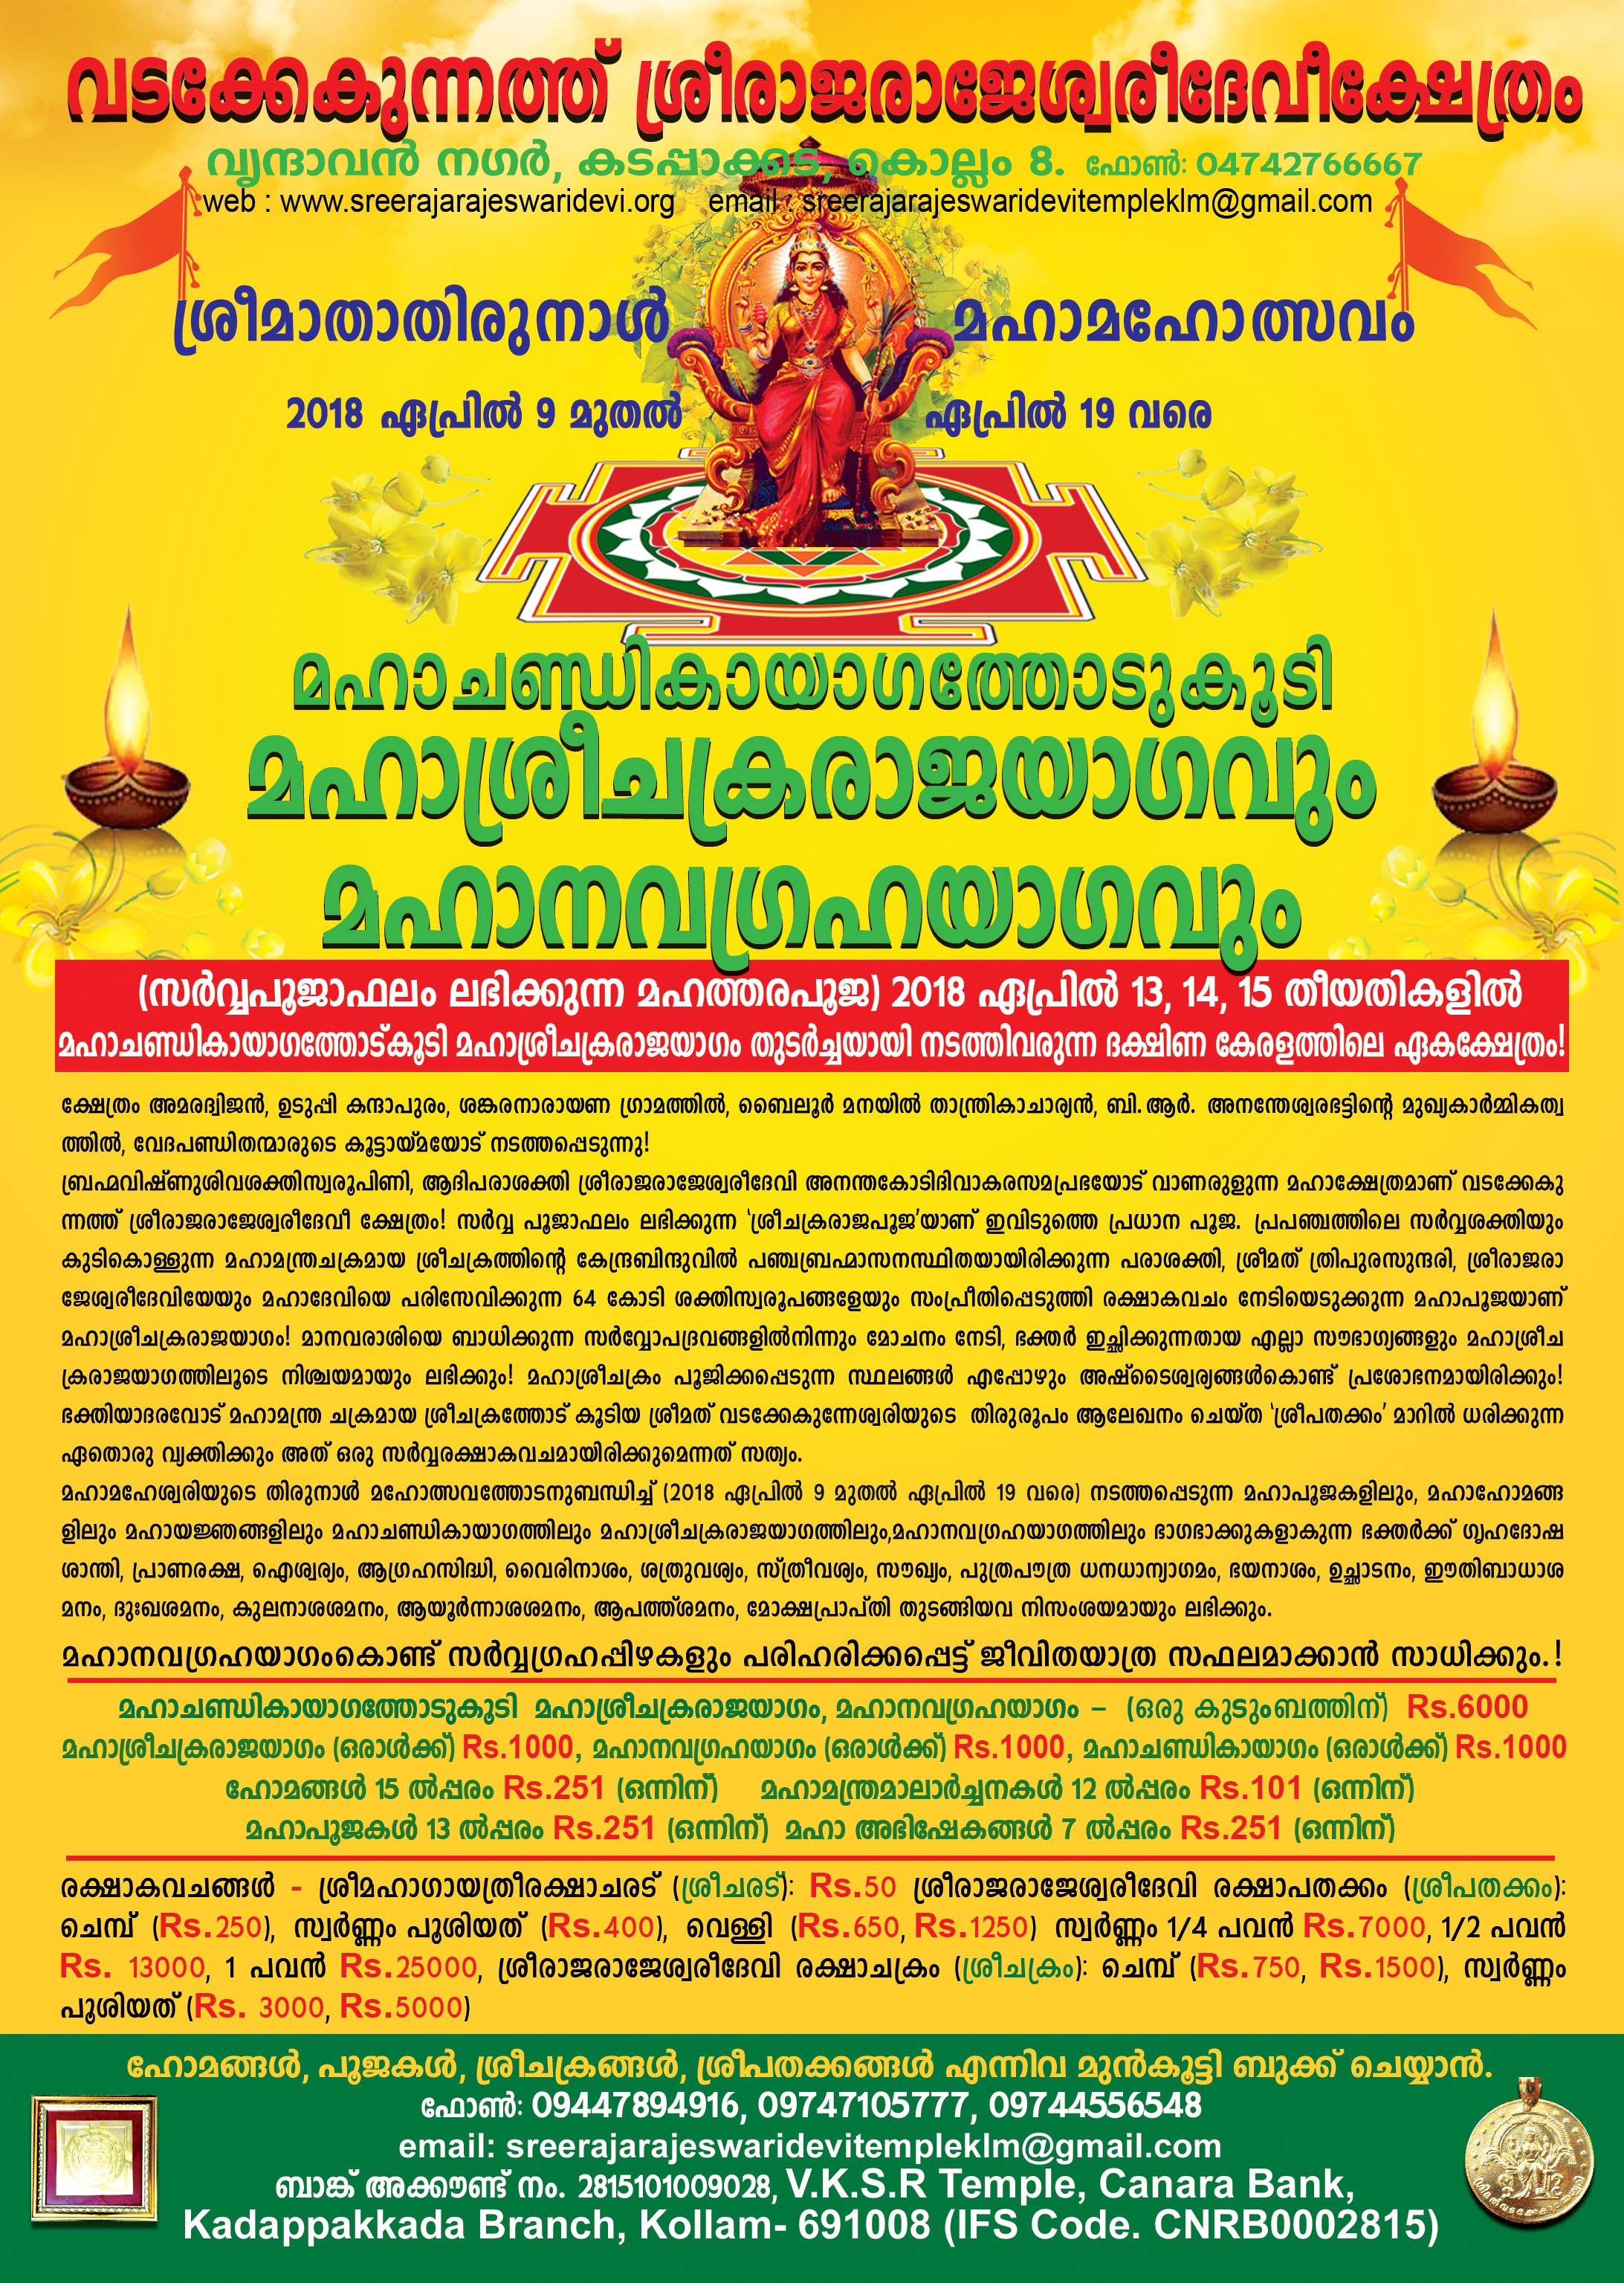 വടക്കേകുന്നത്ത് ശ്രീരാജരാജേശ്വരീദേവീക്ഷേത്രം
വൃന്ദാവൻ നഗർ, കടപ്പാക്കട, കൊല്ലം 8. ഫോൺ: 04742766667
web : www.sreerajarajeswaridevi.org email : sreerajarajeswaridevitempleklm@gmail.com
ശ്രീമാതാതിരുനാൾ മഹാമഹോത്സവം
2018 ഏപ്രിൽ 9 മുതൽ ഏപ്രിൽ 19 വരെ
മഹാചണ്ഡികായാഗത്തോടുകൂടി
മഹാശ്രീചക്രരാജയാഗവും
മഹാനവഗ്രഹയാഗവും
(സർവ്വപൂജാഫലം ലഭിക്കുന്ന മഹത്തരപൂജ) 2018 ഏപ്രിൽ 13, 14, 15 തീയതികളിൽ
മഹാചണ്ഡികായാഗത്തോട്കൂടി മഹാശ്രീചക്രരാജയാഗം തുടർച്ചയായി നടത്തിവരുന്ന ദക്ഷിണ കേരളത്തിലെ ഏകക്ഷേത്രം!
ക്ഷേത്രം അമരദ്വിജൻ, ഉടുപ്പി കന്ദാപുരം, ശങ്കരനാരായണ ഗ്രാമത്തിൽ, ബൈലൂർ മനയിൽ താന്ത്രികാചാര്യൻ, ബി.ആർ. അനന്തേശ്വരഭട്ടിന്റെ മുഖ്യകാർമ്മികത്വ
ത്തിൽ, വേദപണ്ഡിതന്മാരുടെ കൂട്ടായ്മയോട് നടത്തപ്പെടുന്നു!
ബ്രഹ്മവിഷ്ണുശിവശക്തിസ്വരൂപിണി, ആദിപരാശക്തി ശ്രീരാജരാജേശ്വരീദേവി അനന്തകോടിദിവാകരസമപ്രഭയോട് വാണരുളുന്ന മഹാക്ഷേത്രമാണ് വടക്കേകു
ന്നത്ത് ശ്രീരാജരാജേശ്വരീദേവീ ക്ഷേത്രം! സർവ്വ പൂജാഫലം ലഭിക്കുന്ന 'ശ്രീചക്രരാജപൂജ'യാണ് ഇവിടുത്തെ പ്രധാന പൂജ. പ്രപഞ്ചത്തിലെ സർവ്വശക്തിയും
കുടികൊള്ളുന്ന മഹാമന്ത്രചക്രമായ ശ്രീചക്രത്തിന്റെ കേന്ദ്രബിന്ദുവിൽ പഞ്ചബ്രഹ്മാസനസ്ഥിതയായിരിക്കുന്ന പരാശക്തി, ശ്രീമത് ത്രിപുരസുന്ദരി, ശ്രീരാജരാ
ജേശ്വരീദേവിയേയും മഹാദേവിയെ പരിസേവിക്കുന്ന 64 കോടി ശക്തിസ്വരൂപങ്ങളേയും സംപ്രീതിപ്പെടുത്തി രക്ഷാകവചം നേടിയെടുക്കുന്ന മഹാപൂജയാണ്
മഹാശ്രീചക്രരാജയാഗം! മാനവരാശിയെ ബാധിക്കുന്ന സർവ്വോപദ്രവങ്ങളിൽനിന്നും മോചനം നേടി, ഭക്തർ ഇച്ഛിക്കുന്നതായ എല്ലാ സൗഭാഗ്യങ്ങളും മഹാശ്രീച
ക്രരാജയാഗത്തിലൂടെ നിശ്ചയമായും ലഭിക്കും! മഹാശ്രീചക്രം പൂജിക്കപ്പെടുന്ന സ്ഥലങ്ങൾ എപ്പോഴും അഷ്ടൈശ്വര്യങ്ങൾകൊണ്ട് പ്രശോഭനമായിരിക്കും!
ഭക്തിയാദരവോട് മഹാമന്ത്ര ചക്രമായ ശ്രീചക്രത്തോട് കൂടിയ ശ്രീമത് വടക്കേകുന്നേശ്വരിയുടെ തിരുരൂപം ആലേഖനം ചെയ്ത 'ശ്രീപതക്കം' മാറിൽ ധരിക്കുന്ന
ഏതൊരു വ്യക്തിക്കും അത് ഒരു സർവ്വരക്ഷാകവചമായിരിക്കുമെന്നത് സത്യം.
മഹാമഹേശ്വരിയുടെ തിരുനാൾ മഹോത്സവത്തോടനുബന്ധിച്ച് (2018 ഏപ്രിൽ 9 മുതൽ ഏപ്രിൽ 19 വരെ) നടത്തപ്പെടുന്ന മഹാപൂജകളിലും, മഹാഹോമങ്ങ
ളിലും മഹായജ്ഞങ്ങളിലും മഹാചണ്ഡികായാഗത്തിലും മഹാശ്രീചക്രരാജയാഗത്തിലും,മഹാനവഗ്രഹയാഗത്തിലും ഭാഗഭാക്കുകളാകുന്ന ഭക്തർക്ക് ഗൃഹദോഷ
ശാന്തി, പ്രാണരക്ഷ, ഐശ്വര്യം, ആഗ്രഹസിദ്ധി, വൈരിനാശം, ശത്രുവശ്യം, സ്ത്രീവശ്യം, സൗഖ്യം, പുത്രപൗത്ര ധനധാന്യാഗമം, ഭയനാശം, ഉച്ഛാടനം, ഈതിബാധാശ
മനം, ദുഃഖശമനം, കുലനാശശമനം, ആയൂർന്നാശശമനം, ആപത്ത്ശമനം, മോക്ഷപ്രാപ്തി തുടങ്ങിയവ നിസംശയമായും ലഭിക്കും.
മഹാനവഗ്രഹയാഗംകൊണ്ട് സർവ്വഗ്രഹപ്പിഴകളും പരിഹരിക്കപ്പെട്ട് ജീവിതയാത്ര സഫലമാക്കാൻ സാധിക്കും.!
മഹാചണ്ഡികായാഗത്തോടുകൂടി മഹാശ്രീചക്രരാജയാഗം, മഹാനവഗ്രഹയാഗം – (ഒരു കുടുംബത്തിന്) Rs.6000
മഹാശ്രീചക്രരാജയാഗം (ഒരാൾക്ക്) Rs.1000, മഹാനവഗ്രഹയാഗം (ഒരാൾക്ക്) Rs.1000, മഹാചണ്ഡികായാഗം (ഒരാൾക്ക്) Rs.1000
ഹോമങ്ങൾ 15 ൽപ്പരം Rs.251 (ഒന്നിന്) മഹാമന്ത്രമാലാർച്ചനകൾ 12 ൽപ്പരം Rs.101 (ഒന്നിന്)
മഹാപൂജകൾ 13 ൽപ്പരം Rs.251 (ഒന്നിന്) മഹാ അഭിഷേകങ്ങൾ 7 ൽപ്പരം Rs.251 (ഒന്നിന്)
രക്ഷാകവചങ്ങൾ - ശ്രീമഹാഗായത്രീരക്ഷാചരട് (ശ്രീചരട്): Rs.50 ശ്രീരാജരാജേശ്വരീദേവി രക്ഷാപതക്കം (ശ്രീപതക്കം):
ചെമ്പ് (Rs.250), സ്വർണ്ണം പൂശിയത് (Rs.400), വെള്ളി (Rs.650, Rs.1250) സ്വർണ്ണം 1/4 പവൻ Rs.7000, 1/2 പവൻ
Rs. 13000, 1 പവൻ Rs.25000, ശ്രീരാജരാജേശ്വരീദേവി രക്ഷാചക്രം (ശ്രീചക്രം): ചെമ്പ് (Rs.750, Rs.1500), സ്വർണ്ണം
പൂശിയത് (Rs. 3000, Rs.5000)
ഹോമങ്ങൾ, പൂജകൾ, ശ്രീചക്രങ്ങൾ, ശ്രീപതക്കങ്ങൾ എന്നിവ മുൻകൂട്ടി ബുക്ക് ചെയ്യാൻ.
ഫോൺ: 09447894916, 09747105777, 09744556548
email: sreerajarajeswaridevitempleklm@gmail.com
ബാങ്ക് അക്കൗണ്ട് നം. 2815101009028, V.K.S.R Temple, Canara Bank,
Kadappakkada Branch, Kollam- 691008 (IFS Code. CNRB0002815)